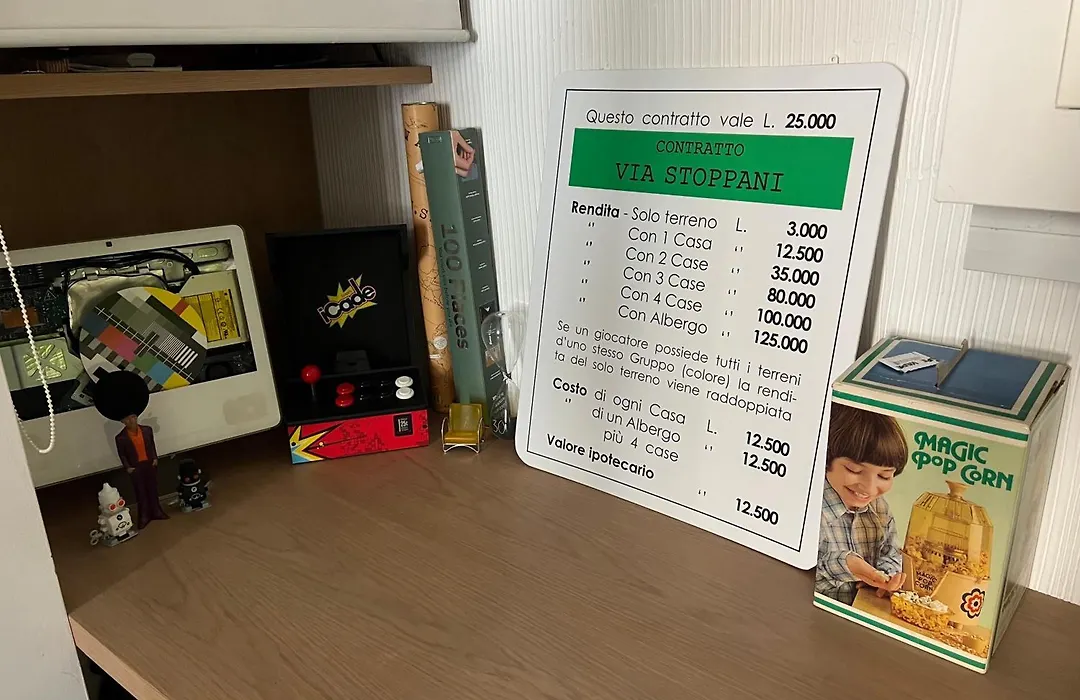 Questo contratto vale L. 25.000
CONTRATTO
VIA STOPPANI
Rendita - Solo terreno L. 3.000
" Con 1 Casa " 12.500
" Con 2 Case " 35.000
" Con 3 Case " 80.000
" Con 4 Case " 100.000
Con Albergo " 125.000
Se un giocatore possiede tutti i terreni
d'uno stesso Gruppo (colore) la rendi-
ta del solo terreno viene raddoppiata
Costo di ogni Casa L. 12.500
" di un Albergo " 12.500
più 4 case
Valore ipotecario " 12.500
iCade
100 Places
MAGIC
POP CORN
MAGIC
POP
CORN